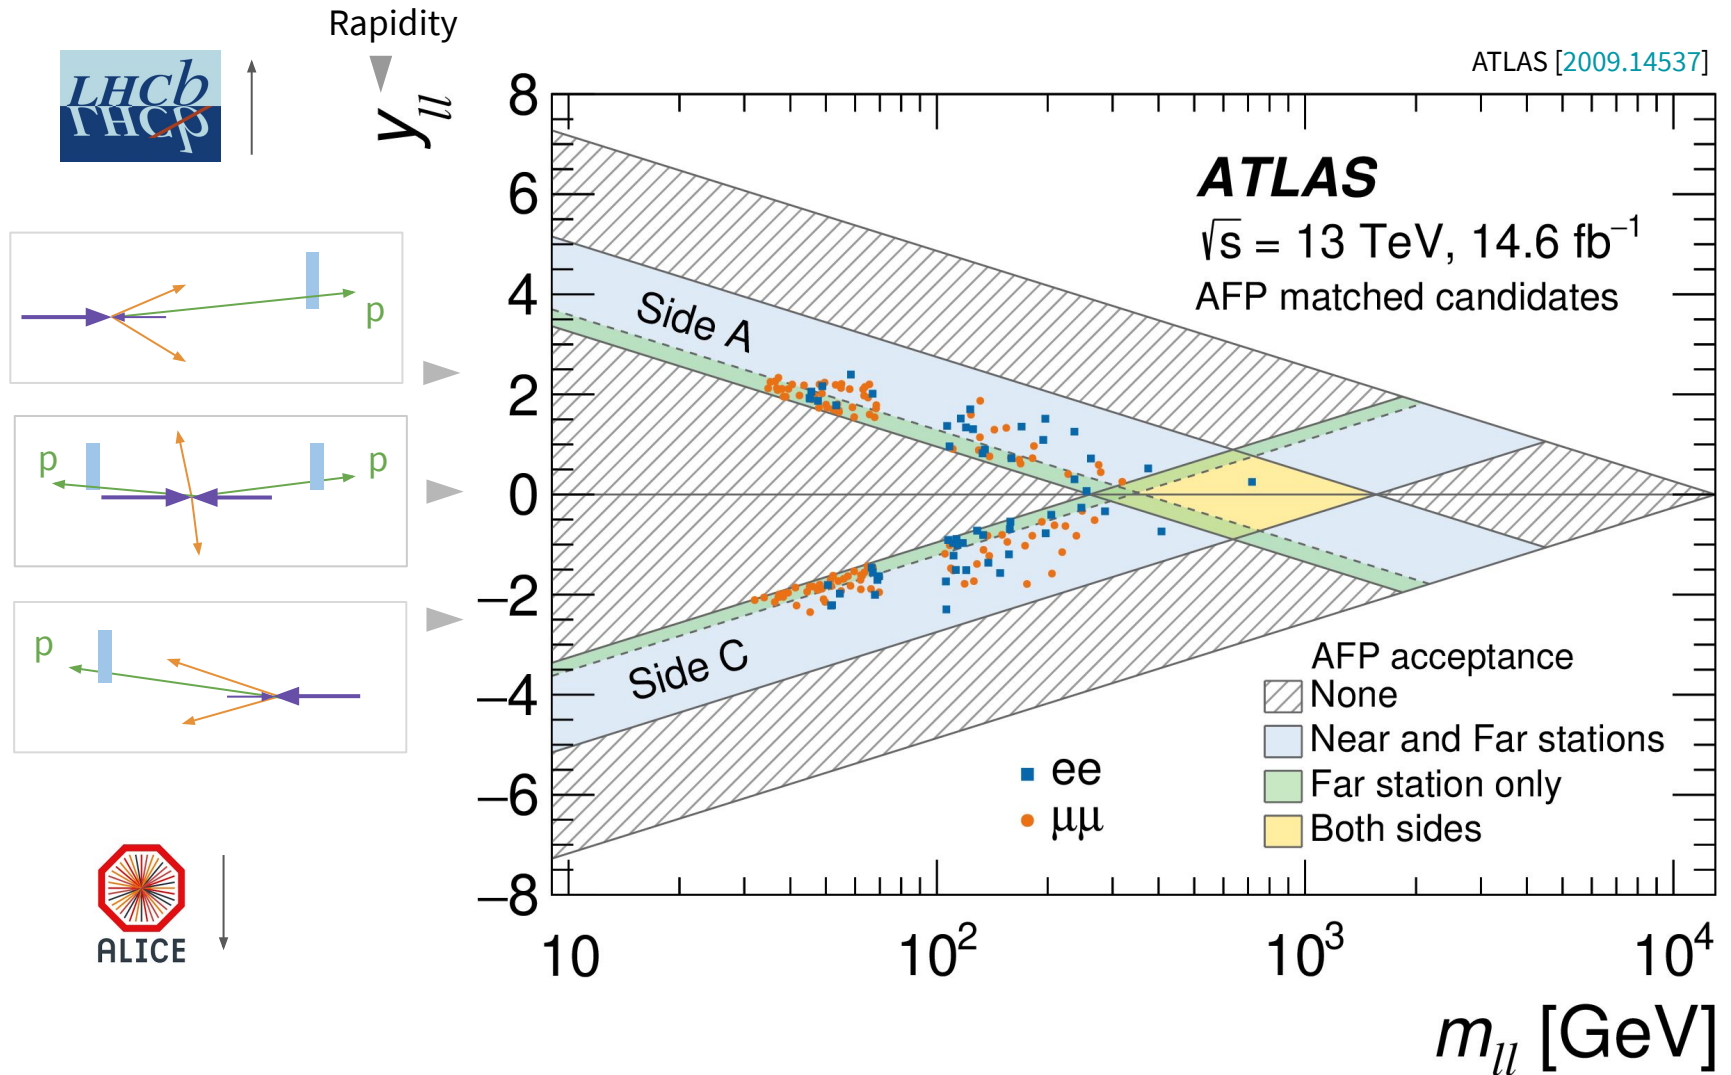 Rapidity
LHCb
LHCb
ATLAS [2009.14537]
y_ll
8
6
4
2
0
−2
−4
−6
−8
ATLAS
√s = 13 TeV, 14.6 fb⁻¹
AFP matched candidates
Side A
Side C
p
p
p
p
ALICE
ee
μμ
AFP acceptance
None
Near and Far stations
Far station only
Both sides
10
10²
10³
10⁴
m_ll [GeV]